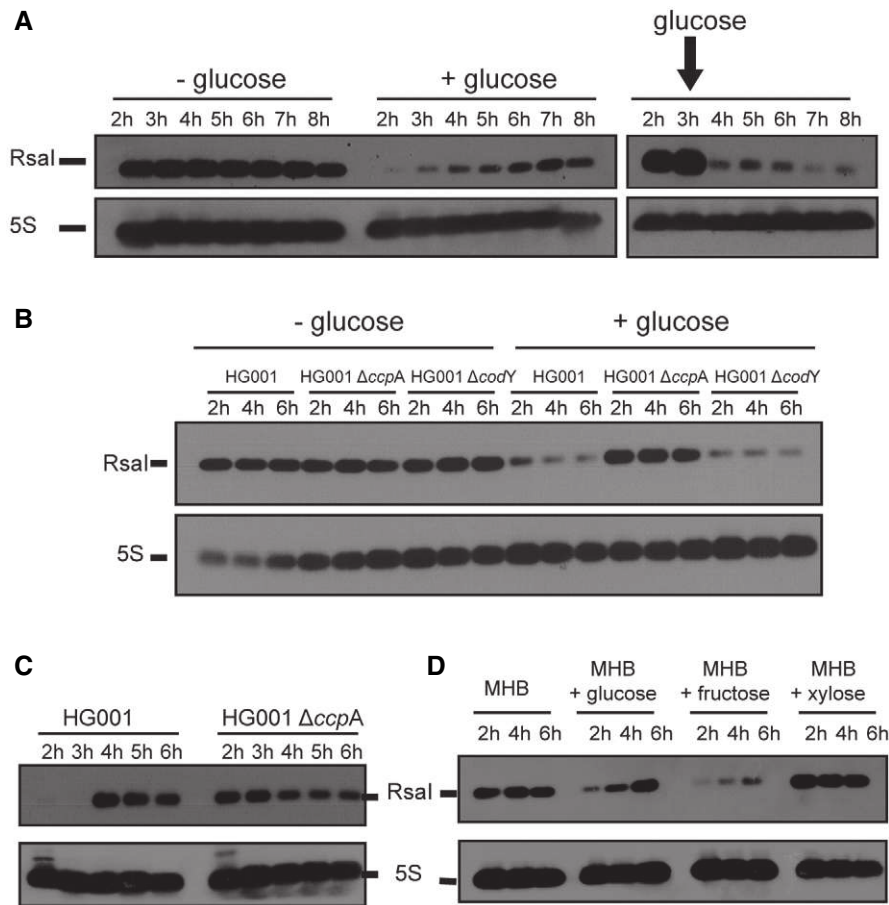 A
glucose
- glucose
+ glucose
2h 3h 4h 5h 6h 7h 8h
2h 3h 4h 5h 6h 7h 8h
2h 3h 4h 5h 6h 7h 8h
RsaI
5S
B
- glucose
+ glucose
HG001 HG001 ΔccpA HG001 ΔcodY HG001 HG001 ΔccpA HG001 ΔcodY
2h 4h 6h 2h 4h 6h 2h 4h 6h 2h 4h 6h 2h 4h 6h 2h 4h 6h
RsaI
5S
C
HG001
HG001 ΔccpA
2h 3h 4h 5h 6h
2h 3h 4h 5h 6h
D
MHB
MHB
+ glucose
MHB
+ fructose
MHB
+ xylose
2h 4h 6h
2h 4h 6h
2h 4h 6h
2h 4h 6h
RsaI
5S